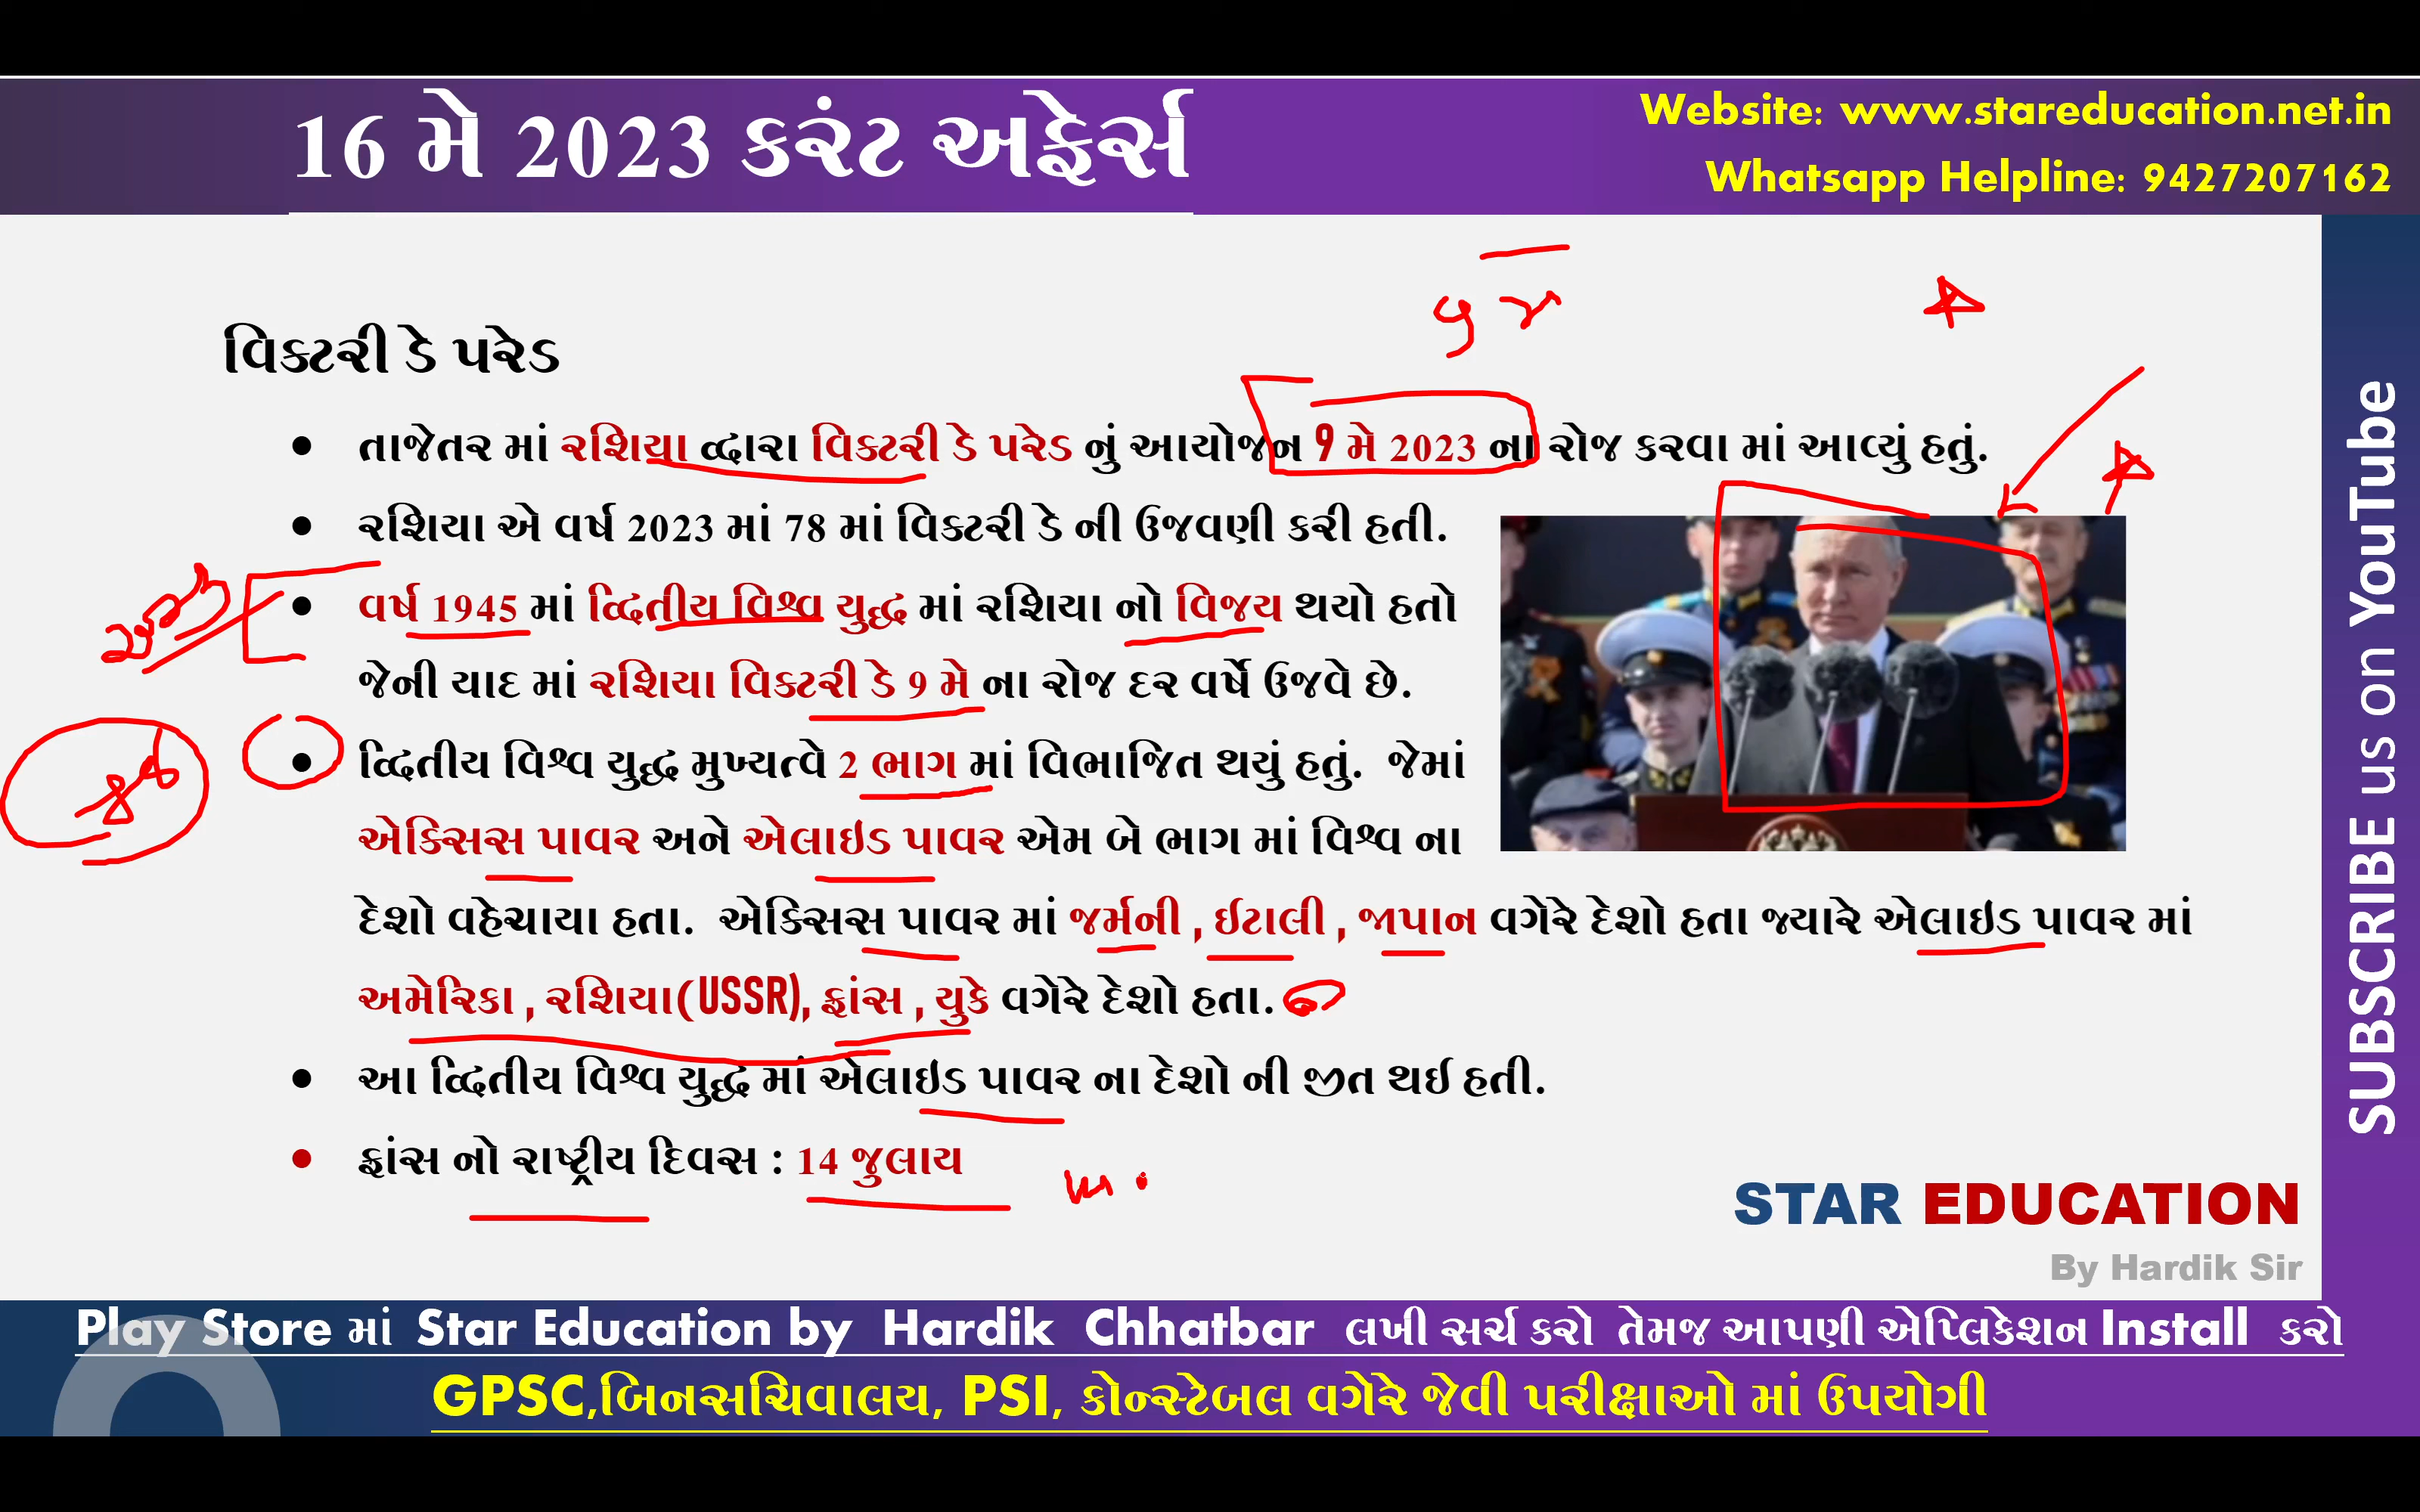 16 મે 2023 કરંટ અફેર્સ
Website: www.stareducation.net.in
Whatsapp Helpline: 9427207162
વિક્ટરી ડે પરેડ
• તાજેતર માં રશિયા દ્વારા વિક્ટરી ડે પરેડ નું આયોજન 9 મે 2023 ના રોજ કરવા માં આવ્યું હતું.
• રશિયા એ વર્ષ 2023 માં 78 માં વિક્ટરી ડે ની ઉજવણી કરી હતી.
• વર્ષ 1945 માં દ્વિતીય વિશ્વ યુદ્ધ માં રશિયા નો વિજય થયો હતો
જેની યાદ માં રશિયા વિક્ટરી ડે 9 મે ના રોજ દર વર્ષે ઉજવે છે.
• દ્વિતીય વિશ્વ યુદ્ધ મુખ્યત્વે 2 ભાગ માં વિભાજિત થયું હતું. જેમાં
એક્સિસ પાવર અને એલાઇડ પાવર એમ બે ભાગ માં વિશ્વ ના
દેશો વહેચાયા હતા. એક્સિસ પાવર માં જર્મની , ઈટાલી , જાપાન વગેરે દેશો હતા જ્યારે એલાઇડ પાવર માં
અમેરિકા , રશિયા(USSR), ફ્રાંસ , યુકે વગેરે દેશો હતા.
• આ દ્વિતીય વિશ્વ યુદ્ધ માં એલાઇડ પાવર ના દેશો ની જીત થઈ હતી.
• ફ્રાંસ નો રાષ્ટ્રીય દિવસ : 14 જુલાય
SUBSCRIBE us on YouTube
STAR EDUCATION
By Hardik Sir
Play Store માં Star Education by Hardik Chhatbar લખી સર્ચ કરો તેમજ આપણી એપ્લિકેશન Install કરો
GPSC,બિનસચિવાલય, PSI, કોન્સ્ટેબલ વગેરે જેવી પરીક્ષાઓ માં ઉપયોગી